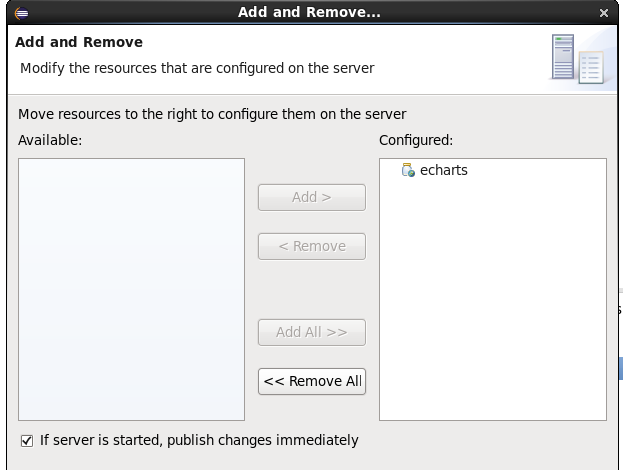 Add and Remove...
Add and Remove
Modify the resources that are configured on the server
Move resources to the right to configure them on the server
Available:
Configured:
echarts
Add >
< Remove
Add All >>
<< Remove All
If server is started, publish changes immediately